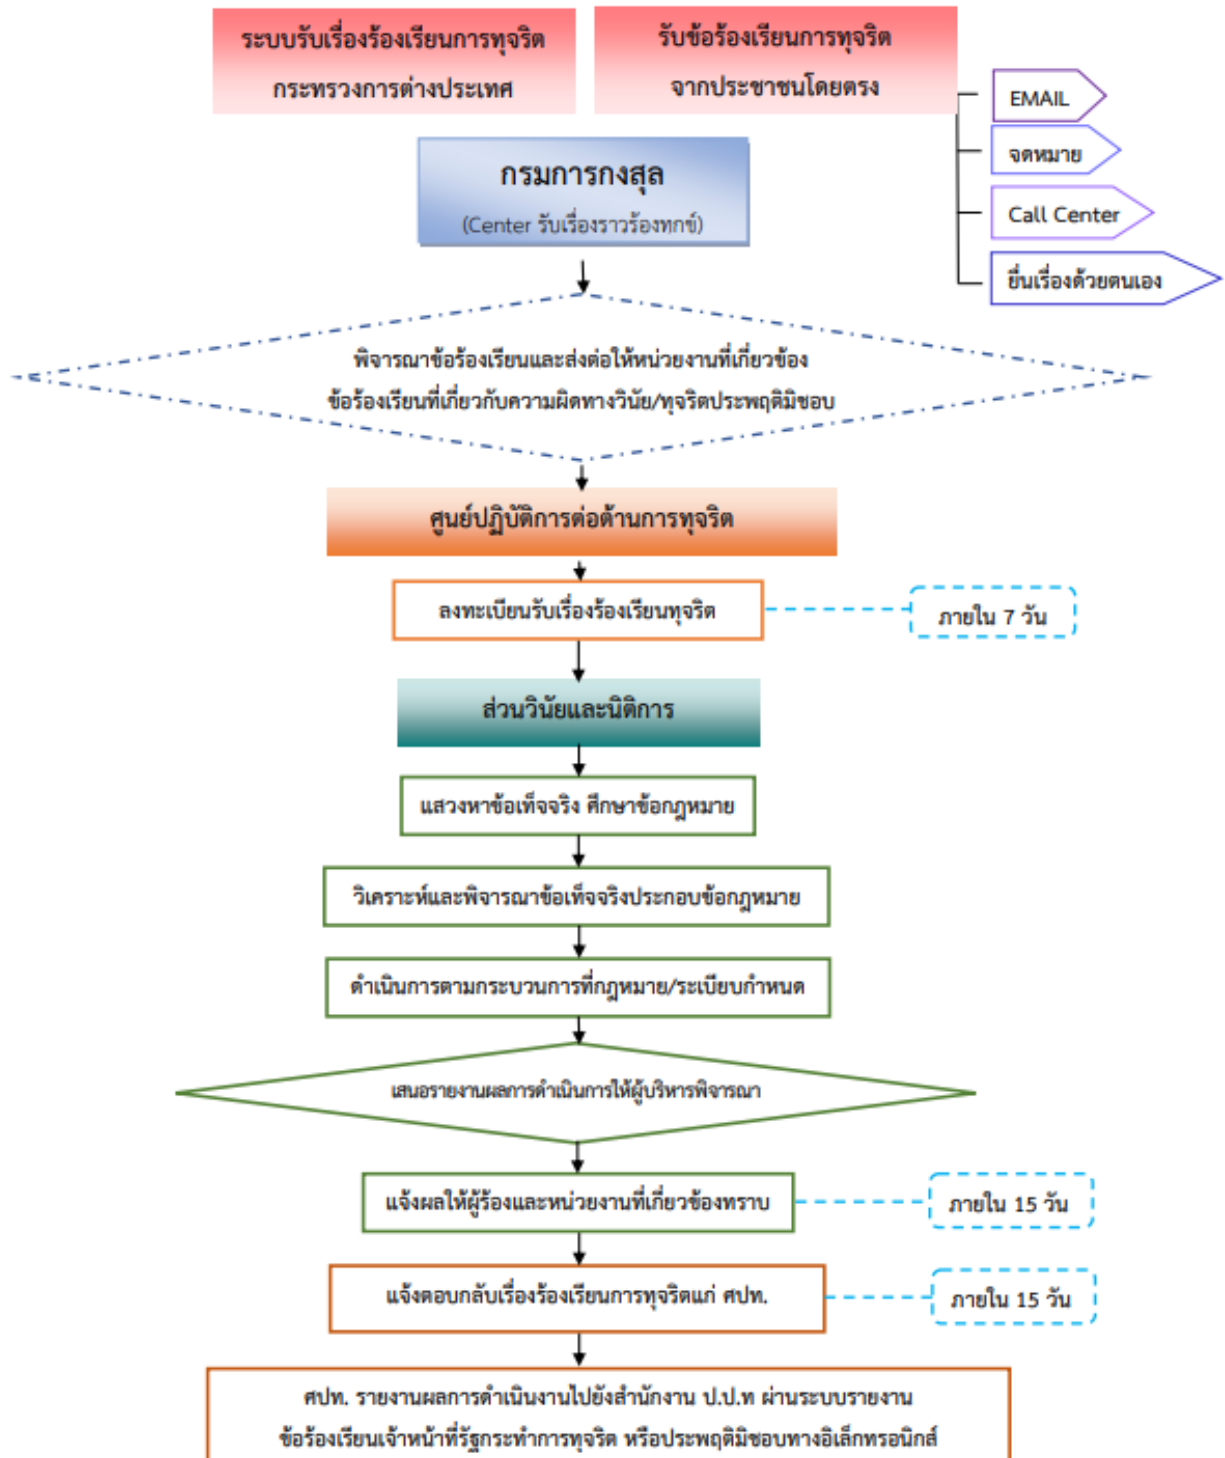 ระบบรับเรื่องร้องเรียนการทุจริต
กระทรวงการต่างประเทศ
รับข้อร้องเรียนการทุจริต
จากประชาชนโดยตรง
EMAIL
จดหมาย
Call Center
ยื่นเรื่องด้วยตนเอง
กรมการกงสุล
(Center รับเรื่องราวร้องทุกข์)
พิจารณาข้อร้องเรียนและส่งต่อให้หน่วยงานที่เกี่ยวข้อง
ข้อร้องเรียนที่เกี่ยวกับความผิดทางวินัย/ทุจริตประพฤติมิชอบ
ศูนย์ปฏิบัติการต่อต้านการทุจริต
ลงทะเบียนรับเรื่องร้องเรียนทุจริต
ภายใน 7 วัน
ส่วนวินัยและนิติการ
แสวงหาข้อเท็จจริง ศึกษาข้อกฎหมาย
วิเคราะห์และพิจารณาข้อเท็จจริงประกอบข้อกฎหมาย
ดำเนินการตามกระบวนการที่กฎหมาย/ระเบียบกำหนด
เสนอรายงานผลการดำเนินการให้ผู้บริหารพิจารณา
แจ้งผลให้ผู้ร้องและหน่วยงานที่เกี่ยวข้องทราบ
ภายใน 15 วัน
แจ้งตอบกลับเรื่องร้องเรียนการทุจริตแก่ ศปท.
ภายใน 15 วัน
ศปท. รายงานผลการดำเนินงานไปยังสำนักงาน ป.ป.ท ผ่านระบบรายงาน
ข้อร้องเรียนเจ้าหน้าที่รัฐกระทำการทุจริต หรือประพฤติมิชอบทางอิเล็กทรอนิกส์